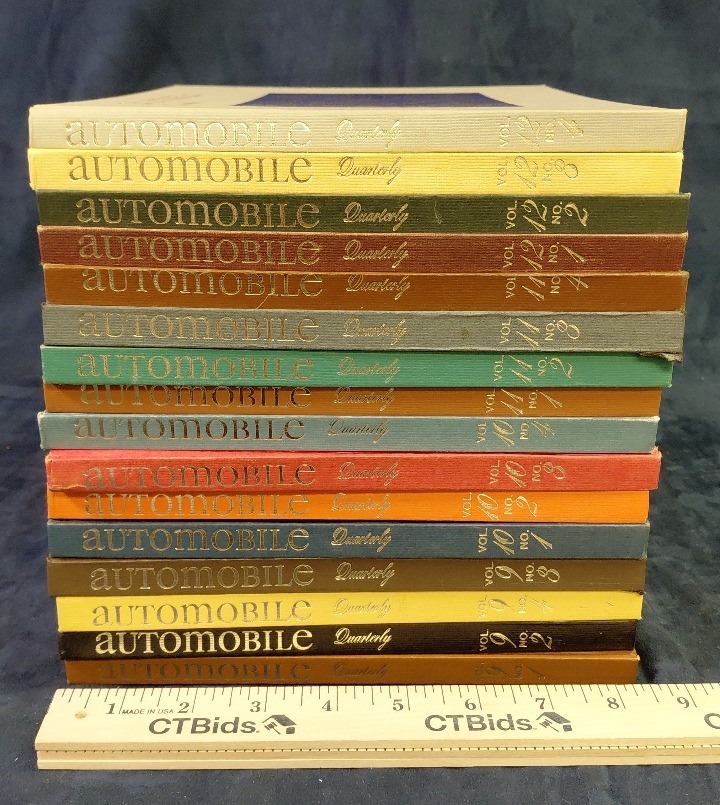 AUTOMOBILE Quarterly VOL. 12 NO. 4
AUTOMOBILE Quarterly VOL. 12 NO. 3
AUTOMOBILE Quarterly VOL. 12 NO. 2
AUTOMOBILE Quarterly VOL. 12 NO. 1
AUTOMOBILE Quarterly VOL. 11 NO. 4
AUTOMOBILE Quarterly VOL. 11 NO. 3
AUTOMOBILE Quarterly VOL. 11 NO. 2
AUTOMOBILE Quarterly VOL. 11 NO. 1
AUTOMOBILE Quarterly VOL. 10 NO. 4
AUTOMOBILE Quarterly VOL. 10 NO. 3
AUTOMOBILE Quarterly VOL. 10 NO. 2
AUTOMOBILE Quarterly VOL. 10 NO. 1
AUTOMOBILE Quarterly VOL. 9 NO. 3
AUTOMOBILE Quarterly VOL. 9 NO. 4
AUTOMOBILE Quarterly VOL. 9 NO. 2
AUTOMOBILE Quarterly VOL. 9 NO. 1
1 MADE IN USA 2 3 4 5 6 7 8 9
CTBids. CTBids. CTBi